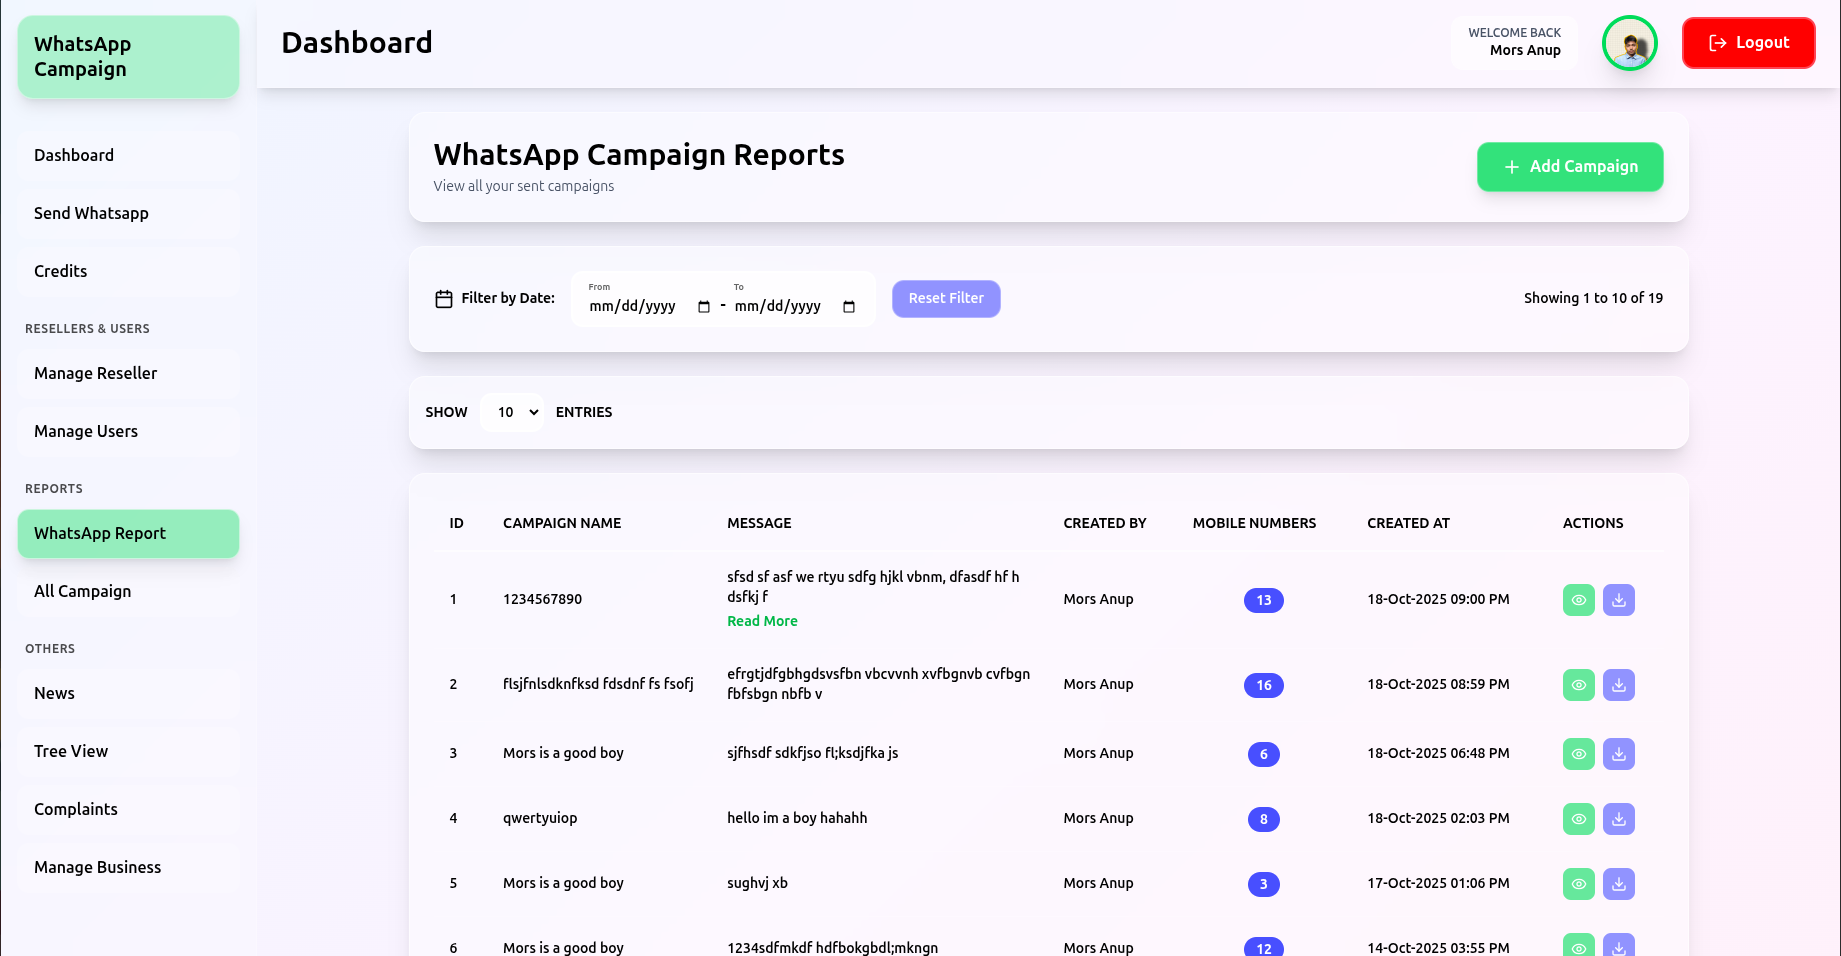 WhatsApp
Campaign
Dashboard
Send Whatsapp
Credits
RESELLERS & USERS
Manage Reseller
Manage Users
REPORTS
WhatsApp Report
All Campaign
OTHERS
News
Tree View
Complaints
Manage Business
Dashboard
WELCOME BACK
Mors Anup
Logout
WhatsApp Campaign Reports
View all your sent campaigns
Add Campaign
Filter by Date:
From
mm/dd/yyyy
-
To
mm/dd/yyyy
Reset Filter
Showing 1 to 10 of 19
SHOW 10 ENTRIES
ID CAMPAIGN NAME MESSAGE CREATED BY MOBILE NUMBERS CREATED AT ACTIONS
1 1234567890 sfsd sf asf we rtyu sdfg hjkl vbnm, dfasdf hf h
dsfkj f
Read More
Mors Anup 13 18-Oct-2025 09:00 PM
2 flsjfnlsdknfksd fdsdnf fs fsofj efrgtjdfgbhgdsvsfbn vbcvvnh xvfbgnvb cvfbgn
fbfsbgn nbfb v
Mors Anup 16 18-Oct-2025 08:59 PM
3 Mors is a good boy sjfhsdf sdkfjso fl;ksdjfka js Mors Anup 6 18-Oct-2025 06:48 PM
4 qwertyuiop hello im a boy hahahh Mors Anup 8 18-Oct-2025 02:03 PM
5 Mors is a good boy sughvj xb Mors Anup 3 17-Oct-2025 01:06 PM
6 Mors is a good boy 1234sdfmkdf hdfbokgbdl;mkngn Mors Anup 12 14-Oct-2025 03:55 PM